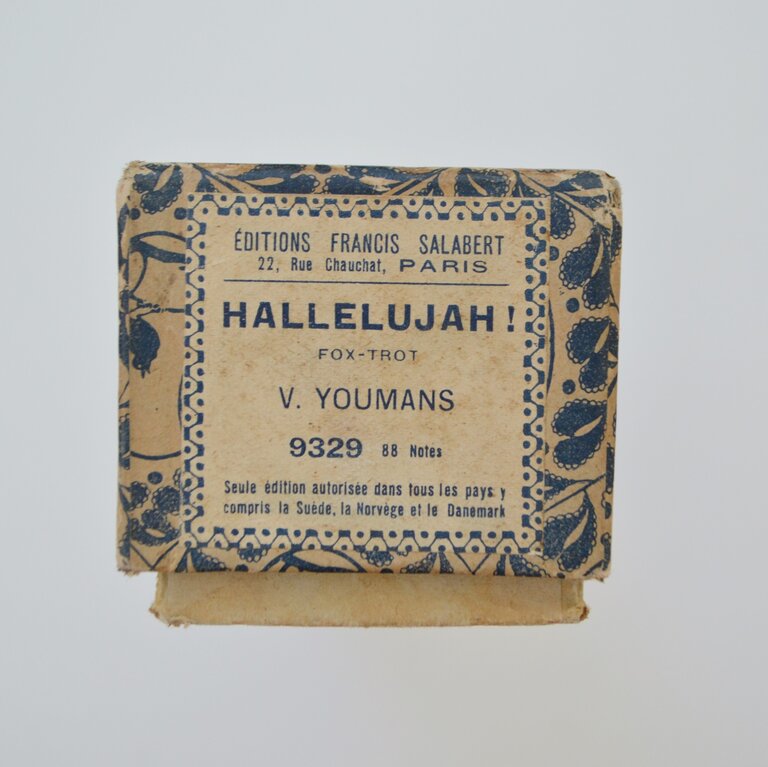 ÉDITIONS FRANCIS SALABERT
22, Rue Chauchat, PARIS
HALLELUJAH !
FOX-TROT
V. YOUMANS
9329 88 Notes
Seule édition autorisée dans tous les pays y
compris la Suède, la Norvège et le Danemark